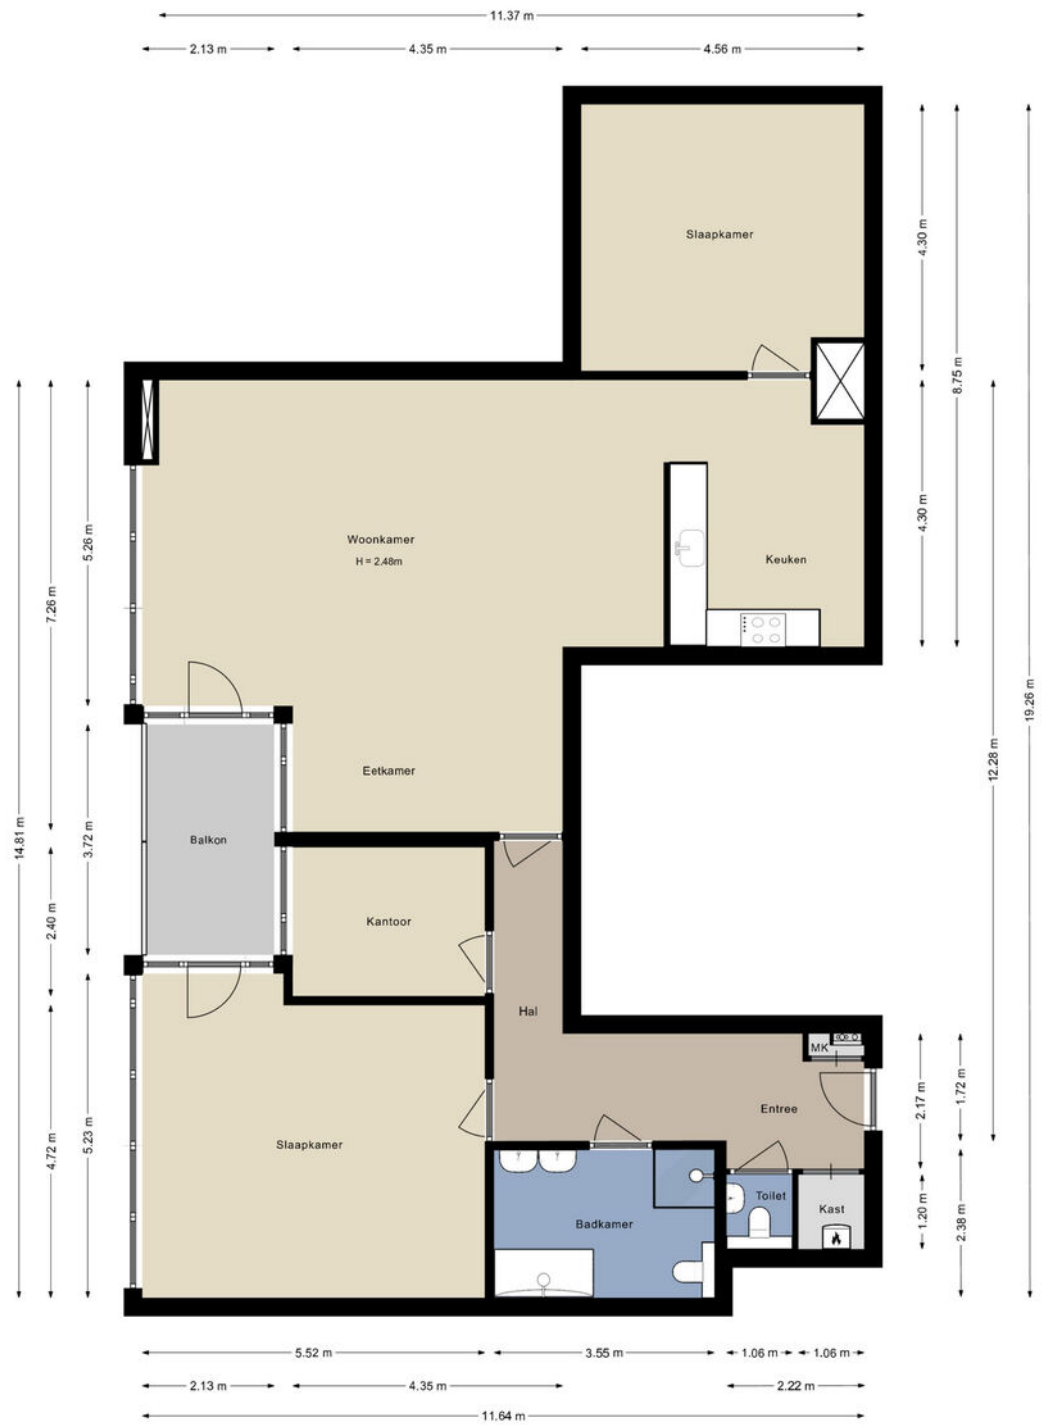 11.37 m
2.13 m
4.35 m
4.56 m
Slaapkamer
4.30 m
8.75 m
19.26 m
Woonkamer
H = 2.48m
Keuken
4.30 m
5.26 m
7.26 m
14.81 m
12.28 m
Eetkamer
Balkon
3.72 m
2.40 m
Kantoor
Hal
MK
Entree
2.17 m
1.72 m
Slaapkamer
4.72 m
5.23 m
Toilet
Kast
Badkamer
1.20 m
2.38 m
5.52 m
3.55 m
1.06 m
1.06 m
2.13 m
4.35 m
2.22 m
11.64 m